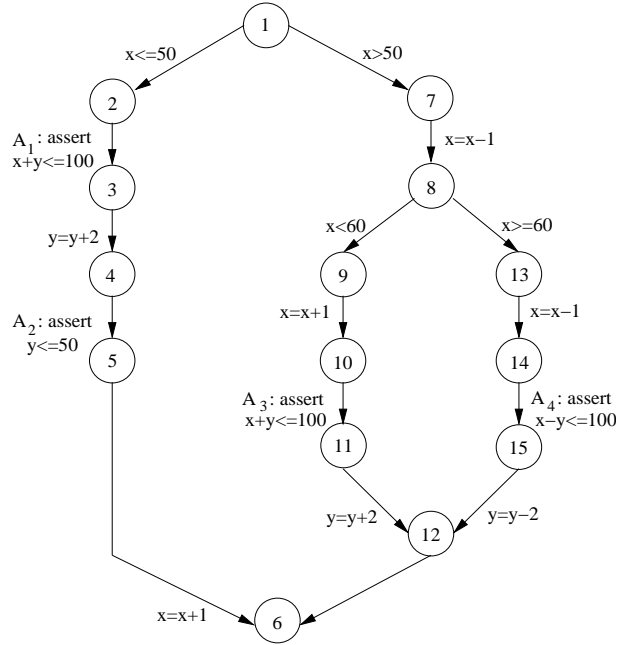 1
x<=50
x>50
2
7
A1: assert
x+y<=100
x=x−1
3
8
y=y+2
x<60
x>=60
4
9
13
x=x+1
x=x−1
A2: assert
y<=50
5
10
14
A3: assert
x+y<=100
A4: assert
x−y<=100
11
15
y=y+2
y=y−2
12
x=x+1
6